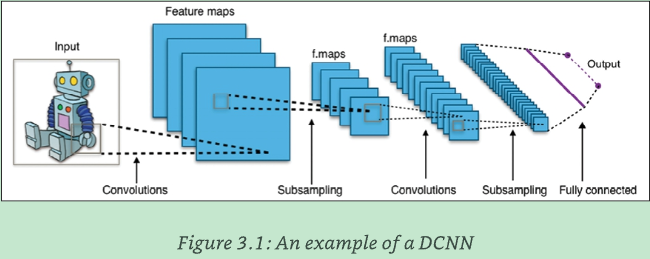 Feature maps
Input
f.maps
f.maps
Output
Convolutions
Subsampling
Convolutions
Subsampling
Fully connected
Figure 3.1: An example of a DCNN